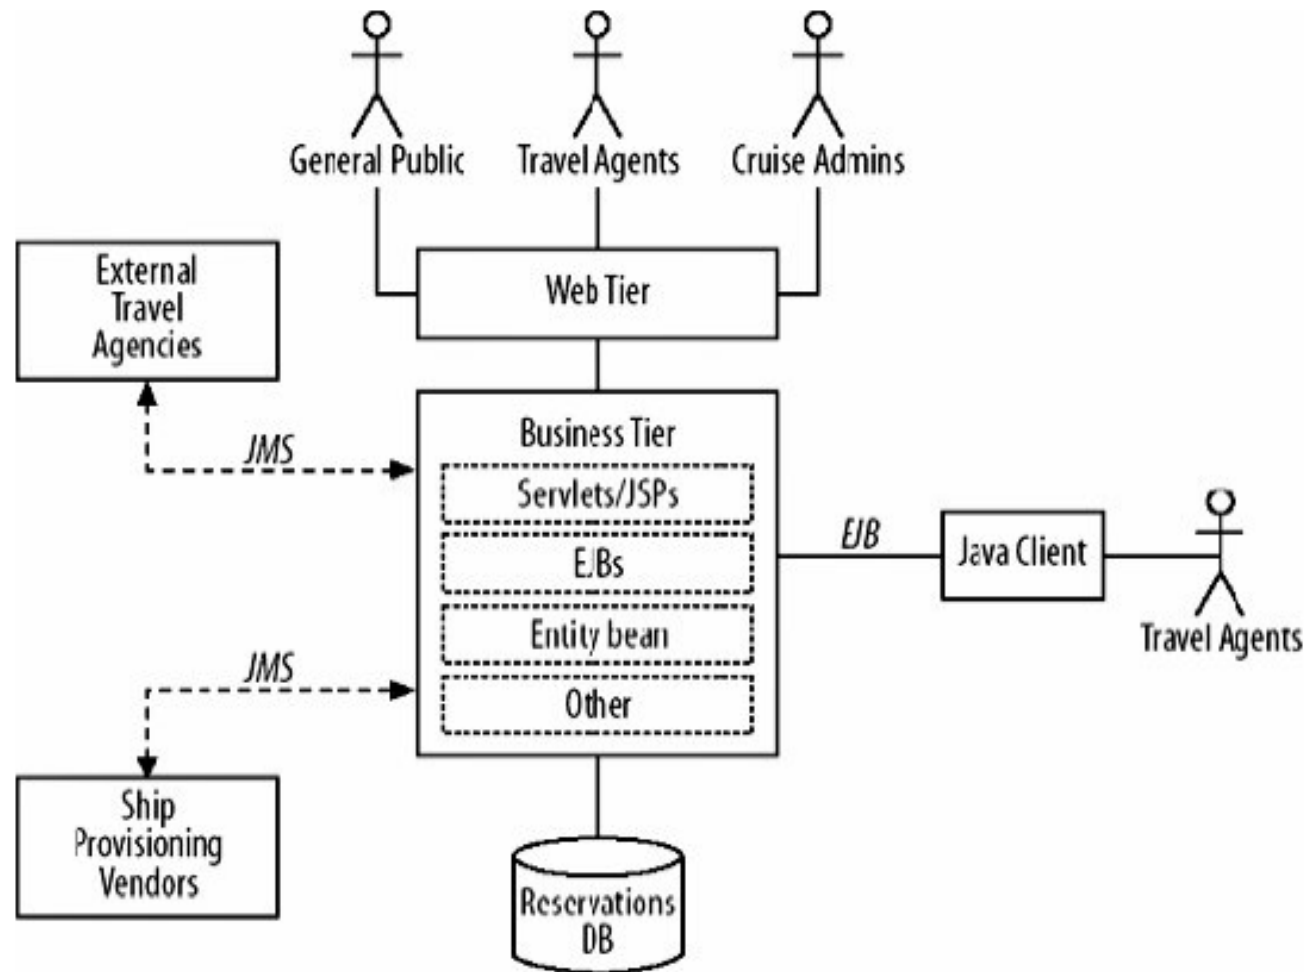 General Public
Travel Agents
Cruise Admins
Web Tier
External
Travel
Agencies
JMS
Business Tier
Servlets/JSPs
EJBs
Entity bean
Other
EJB
Java Client
Travel Agents
JMS
Ship
Provisioning
Vendors
Reservations
DB